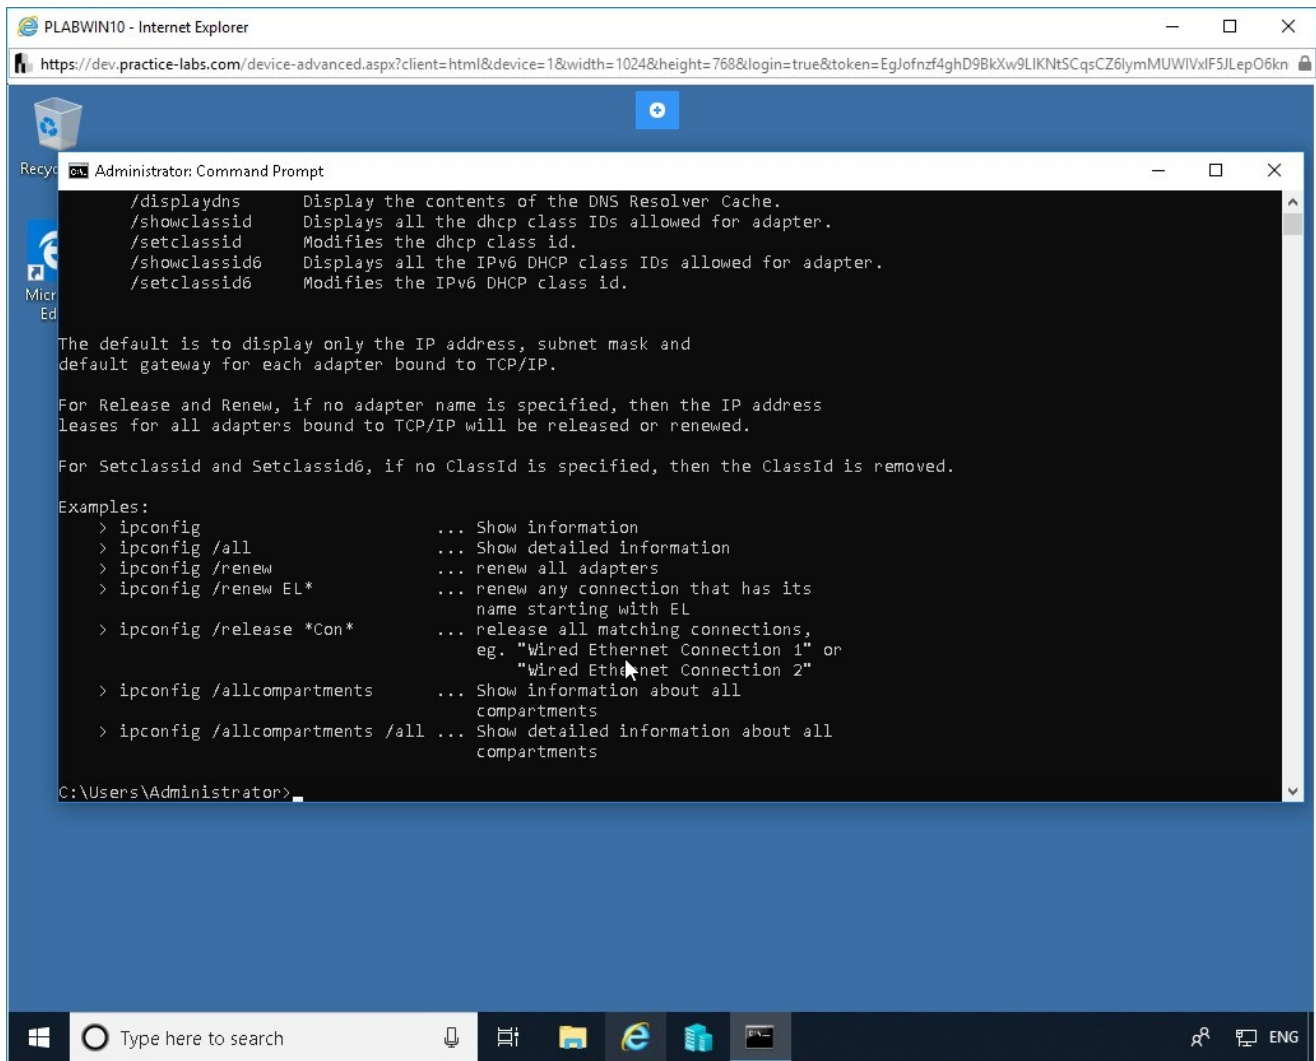 PLABWIN10 - Internet Explorer
https://dev.practice-labs.com/device-advanced.aspx?client=html&device=1&width=1024&height=768&login=true&token=EgJofnzf4ghD9BkXw9LIKNtSCqsCZ6lymMUWIVxlF5JLepO6kn
Recyc
Administrator: Command Prompt
/displaydns Display the contents of the DNS Resolver Cache.
/showclassid Displays all the dhcp class IDs allowed for adapter.
/setclassid Modifies the dhcp class id.
/showclassid6 Displays all the IPv6 DHCP class IDs allowed for adapter.
/setclassid6 Modifies the IPv6 DHCP class id.
Micr
Ed
The default is to display only the IP address, subnet mask and
default gateway for each adapter bound to TCP/IP.
For Release and Renew, if no adapter name is specified, then the IP address
leases for all adapters bound to TCP/IP will be released or renewed.
For Setclassid and Setclassid6, if no ClassId is specified, then the ClassId is removed.
Examples:
> ipconfig ... Show information
> ipconfig /all ... Show detailed information
> ipconfig /renew ... renew all adapters
> ipconfig /renew EL* ... renew any connection that has its
name starting with EL
> ipconfig /release *Con* ... release all matching connections,
eg. "Wired Ethernet Connection 1" or
"Wired Ethernet Connection 2"
> ipconfig /allcompartments ... Show information about all
compartments
> ipconfig /allcompartments /all ... Show detailed information about all
compartments
C:\Users\Administrator>
Type here to search
ENG